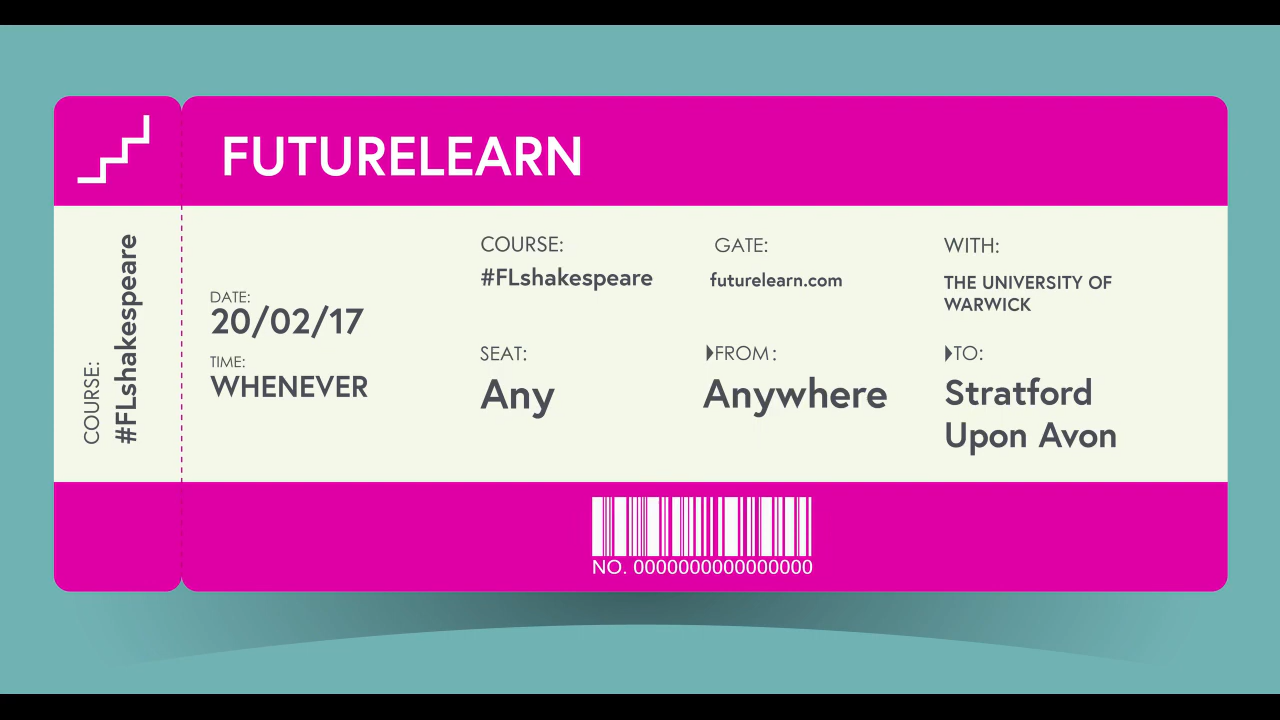 FUTURELEARN
COURSE:
#FLshakespeare
DATE:
20/02/17
TIME:
WHENEVER
COURSE:
#FLshakespeare
GATE:
futurelearn.com
WITH:
THE UNIVERSITY OF
WARWICK
SEAT:
Any
FROM:
Anywhere
TO:
Stratford
Upon Avon
NO. 0000000000000000